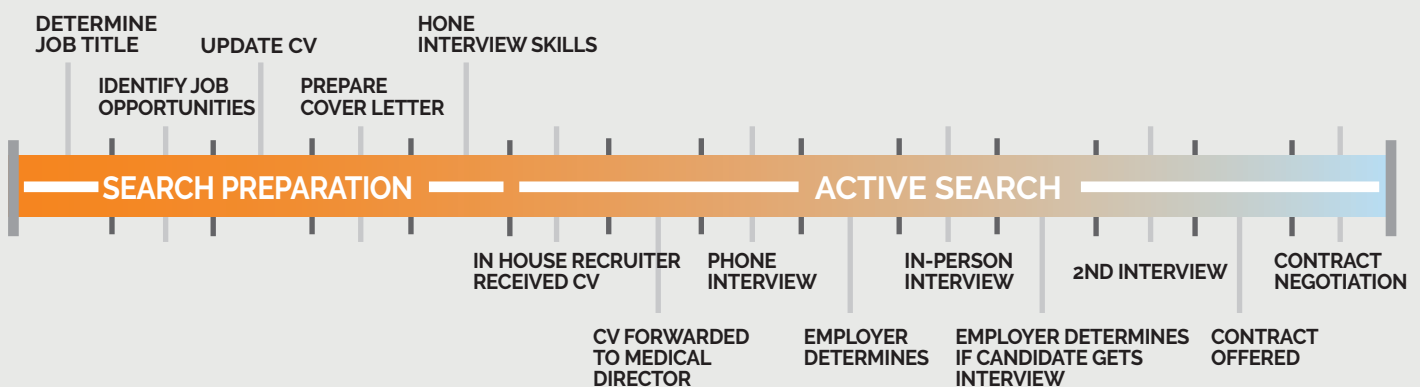 DETERMINE
JOB TITLE
IDENTIFY JOB
OPPORTUNITIES
UPDATE CV
PREPARE
COVER LETTER
HONE
INTERVIEW SKILLS
SEARCH PREPARATION
ACTIVE SEARCH
IN HOUSE RECRUITER
RECEIVED CV
CV FORWARDED
TO MEDICAL
DIRECTOR
PHONE
INTERVIEW
EMPLOYER
DETERMINES
IN-PERSON
INTERVIEW
EMPLOYER DETERMINES
IF CANDIDATE GETS
INTERVIEW
2ND INTERVIEW
CONTRACT
OFFERED
CONTRACT
NEGOTIATION